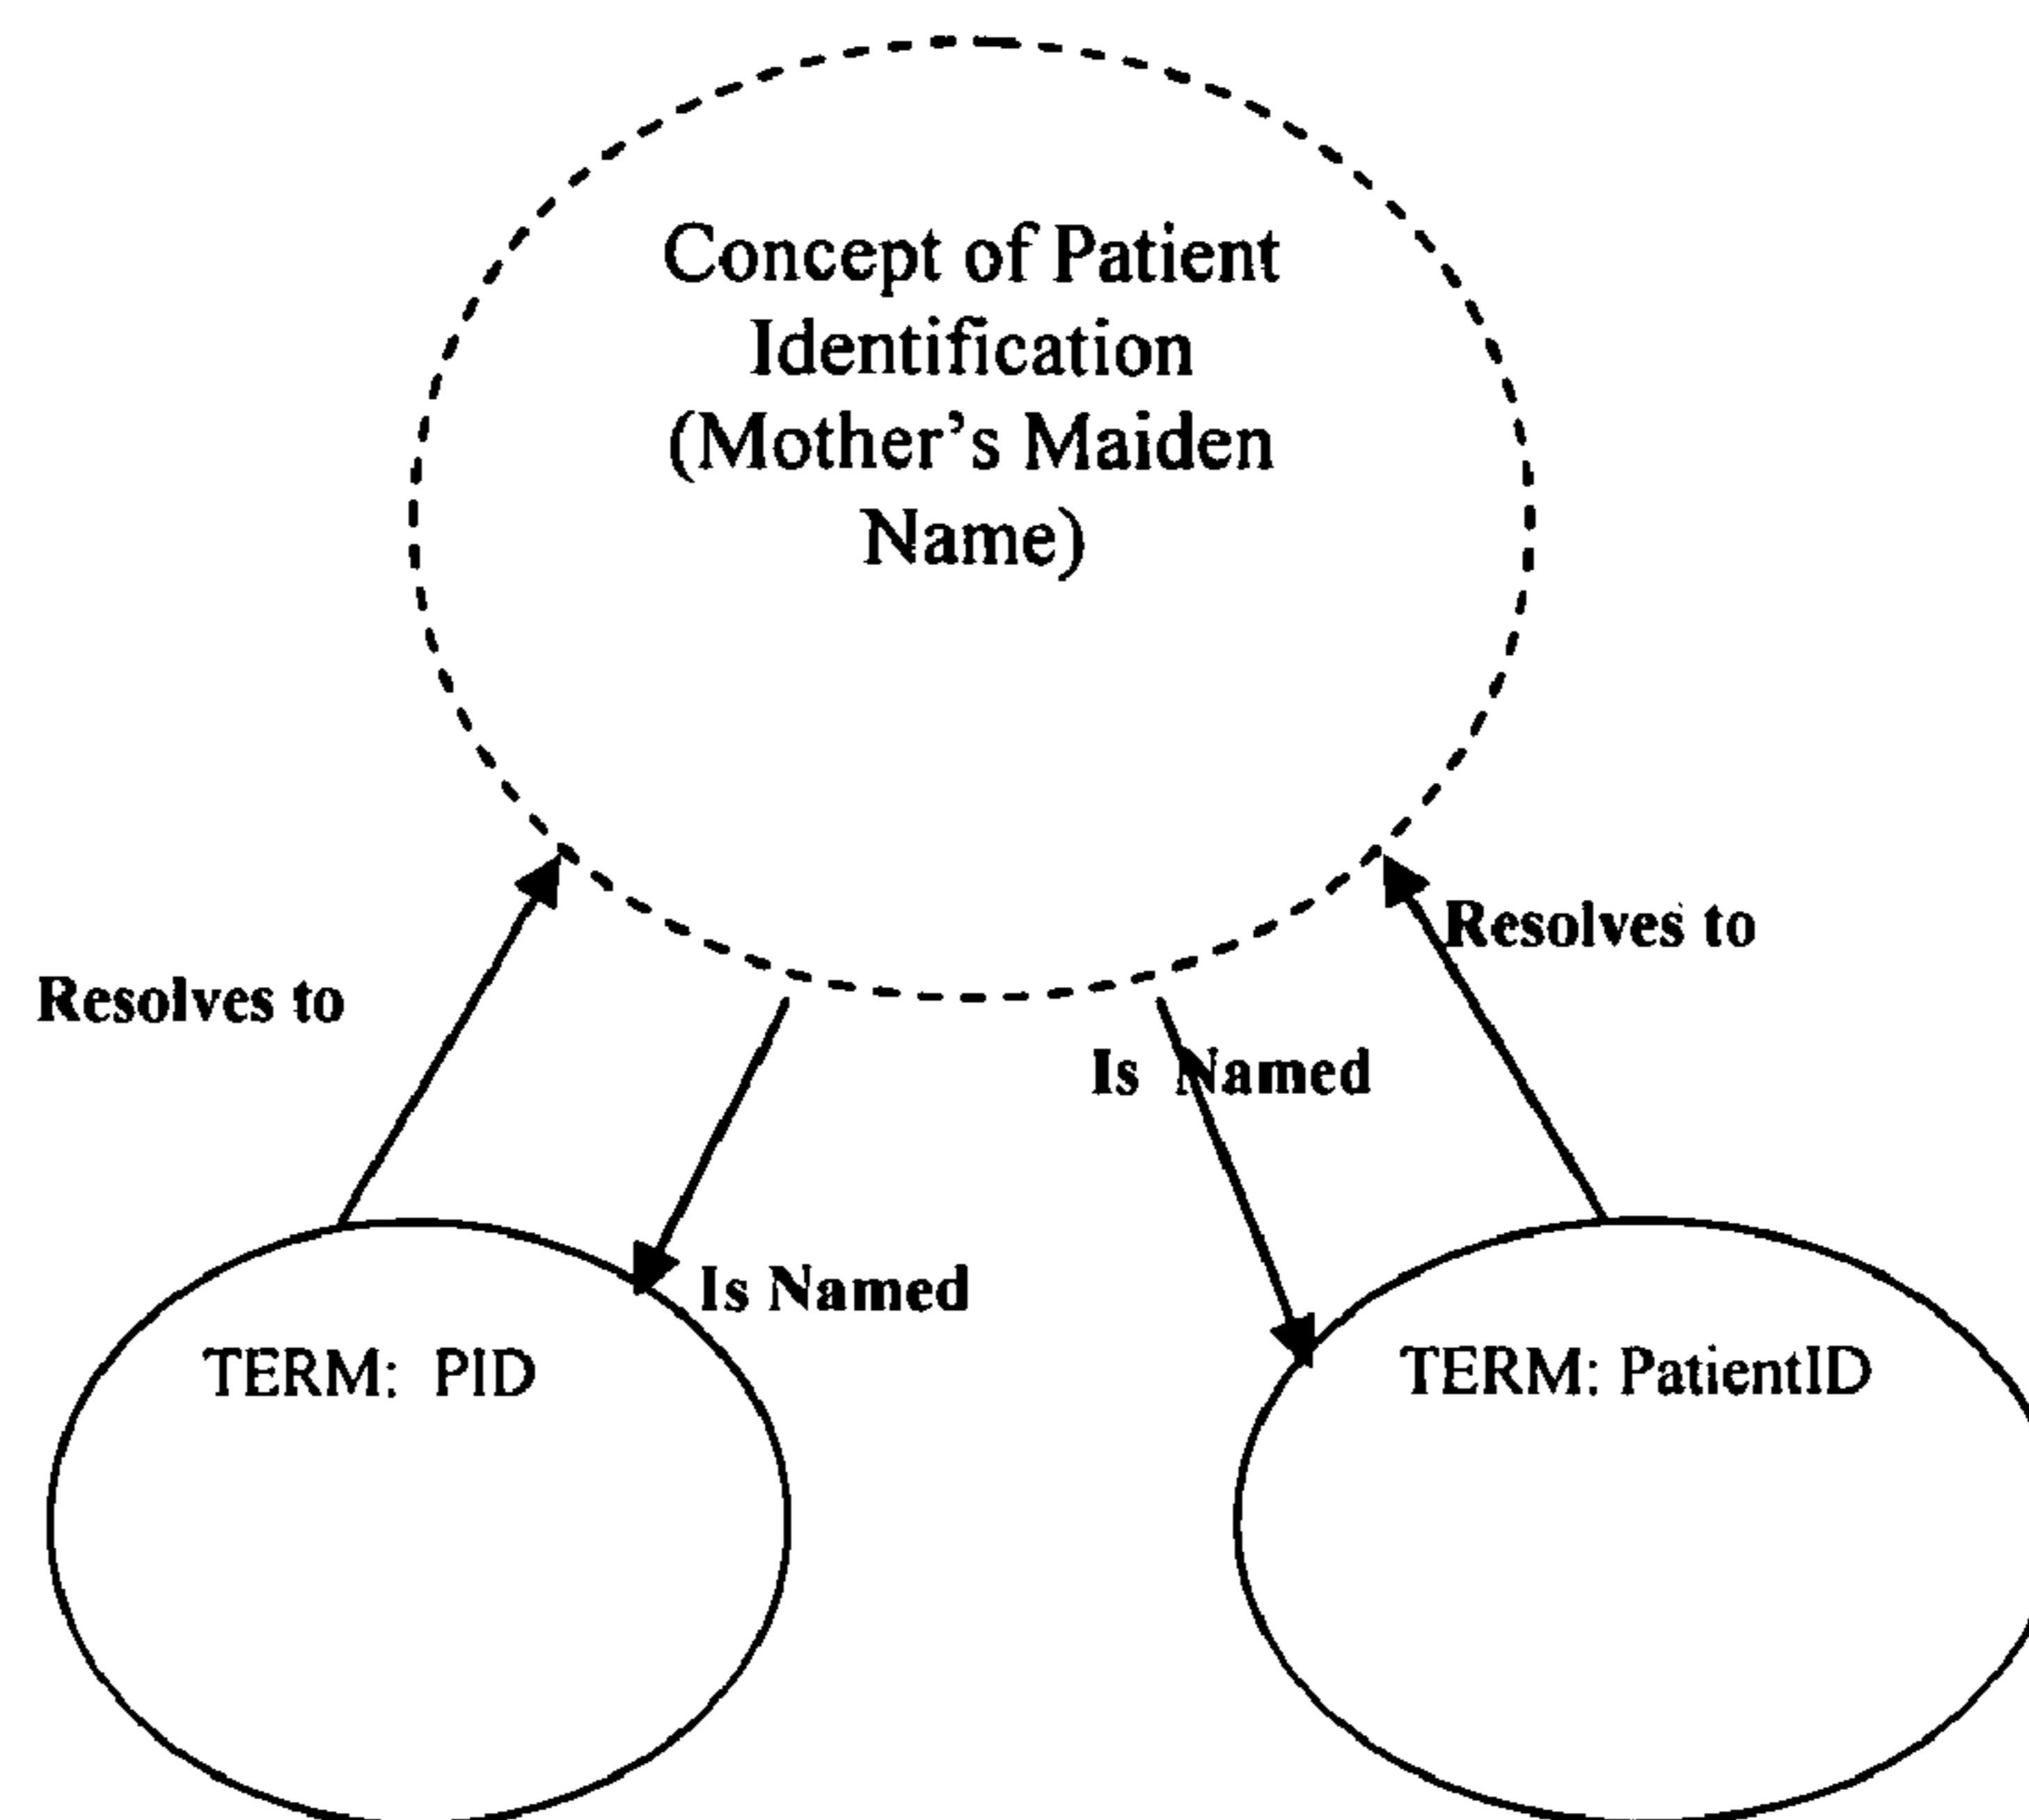 Concept of Patient
Identification
(Mother's Maiden
Name)
Resolves to
Resolves to
Is Named
Is Named
TERM: PID
TERM: PatientID